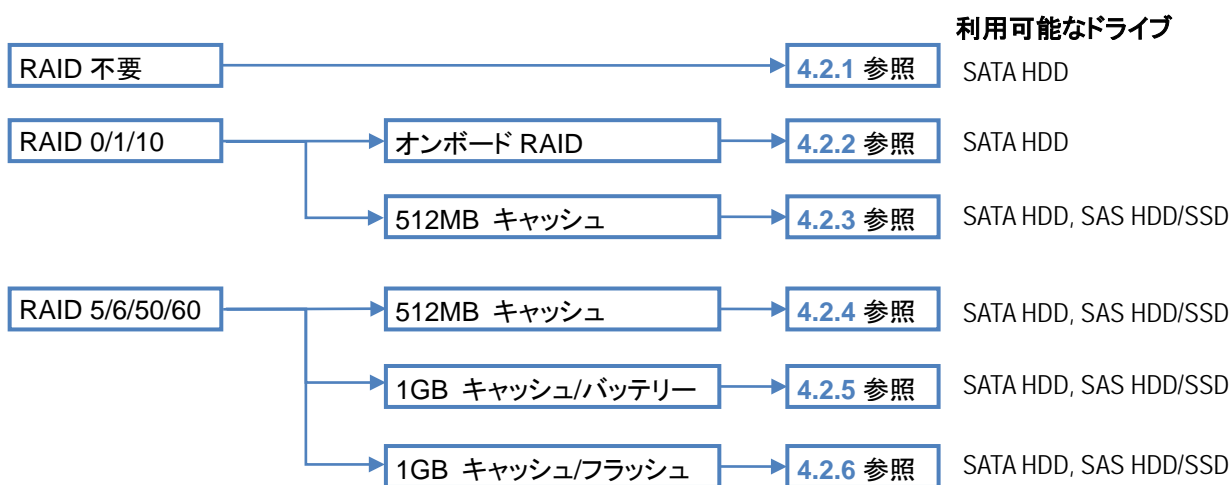 利用可能なドライブ
RAID 不要 4.2.1 参照 SATA HDD
RAID 0/1/10 オンボード RAID 4.2.2 参照 SATA HDD
512MB キャッシュ 4.2.3 参照 SATA HDD, SAS HDD/SSD
RAID 5/6/50/60 512MB キャッシュ 4.2.4 参照 SATA HDD, SAS HDD/SSD
1GB キャッシュ/バッテリー 4.2.5 参照 SATA HDD, SAS HDD/SSD
1GB キャッシュ/フラッシュ 4.2.6 参照 SATA HDD, SAS HDD/SSD